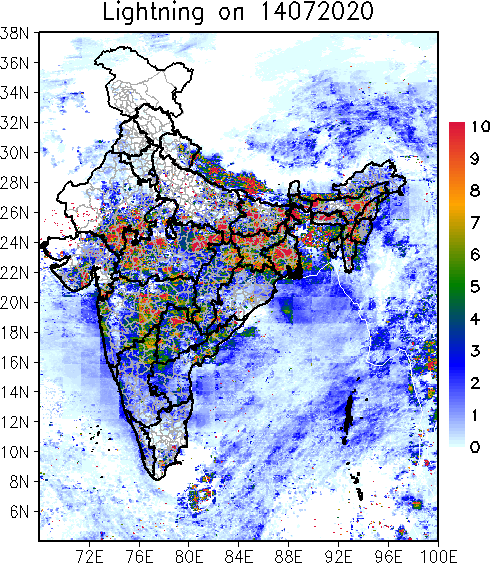 Lightning on 14072020
38N
36N
34N
32N
30N
28N
26N
24N
22N
20N
18N
16N
14N
12N
10N
8N
6N
10
9
8
7
6
5
4
3
2
1
0
72E 76E 80E 84E 88E 92E 96E 100E